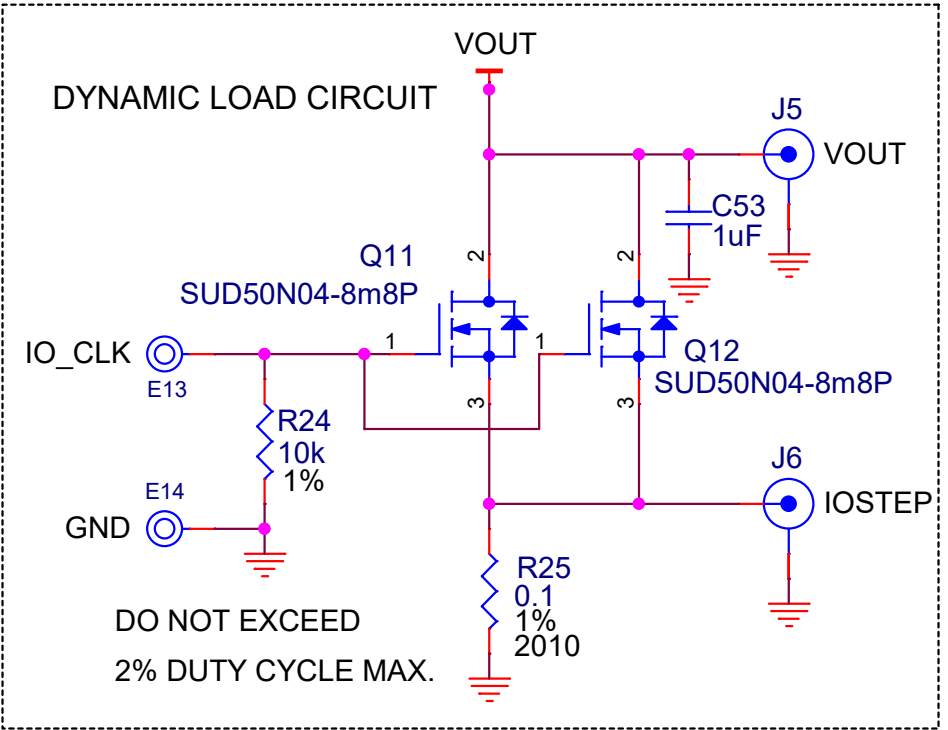 VOUT
DYNAMIC LOAD CIRCUIT
J5
VOUT
C53
1uF
Q11
2
2
SUD50N04-8m8P
IO_CLK
1
1
Q12
E13
SUD50N04-8m8P
3
3
R24
10k
1%
J6
E14
GND
IOSTEP
R25
0.1
1%
2010
DO NOT EXCEED
2% DUTY CYCLE MAX.